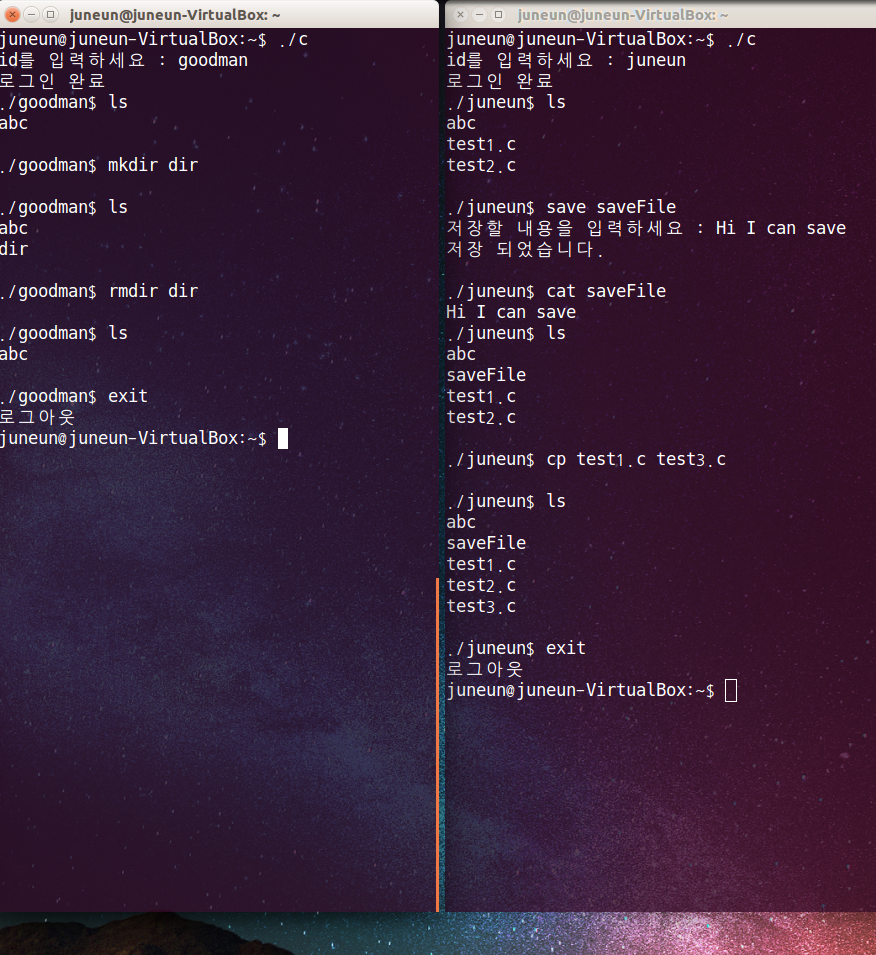 juneun@juneun-VirtualBox: ~
juneun@juneun-VirtualBox:~$ ./c
id를 입력하세요 : goodman
로그인 완료
./goodman$ ls
abc
./goodman$ mkdir dir
./goodman$ ls
abc
dir
./goodman$ rmdir dir
./goodman$ ls
abc
./goodman$ exit
로그아웃
juneun@juneun-VirtualBox:~$
juneun@juneun-VirtualBox: ~
juneun@juneun-VirtualBox:~$ ./c
id를 입력하세요 : juneun
로그인 완료
./juneun$ ls
abc
test1.c
test2.c
./juneun$ save saveFile
저장할 내용을 입력하세요 : Hi I can save
저장 되었습니다.
./juneun$ cat saveFile
Hi I can save
./juneun$ ls
abc
saveFile
test1.c
test2.c
./juneun$ cp test1.c test3.c
./juneun$ ls
abc
saveFile
test1.c
test2.c
test3.c
./juneun$ exit
로그아웃
juneun@juneun-VirtualBox:~$